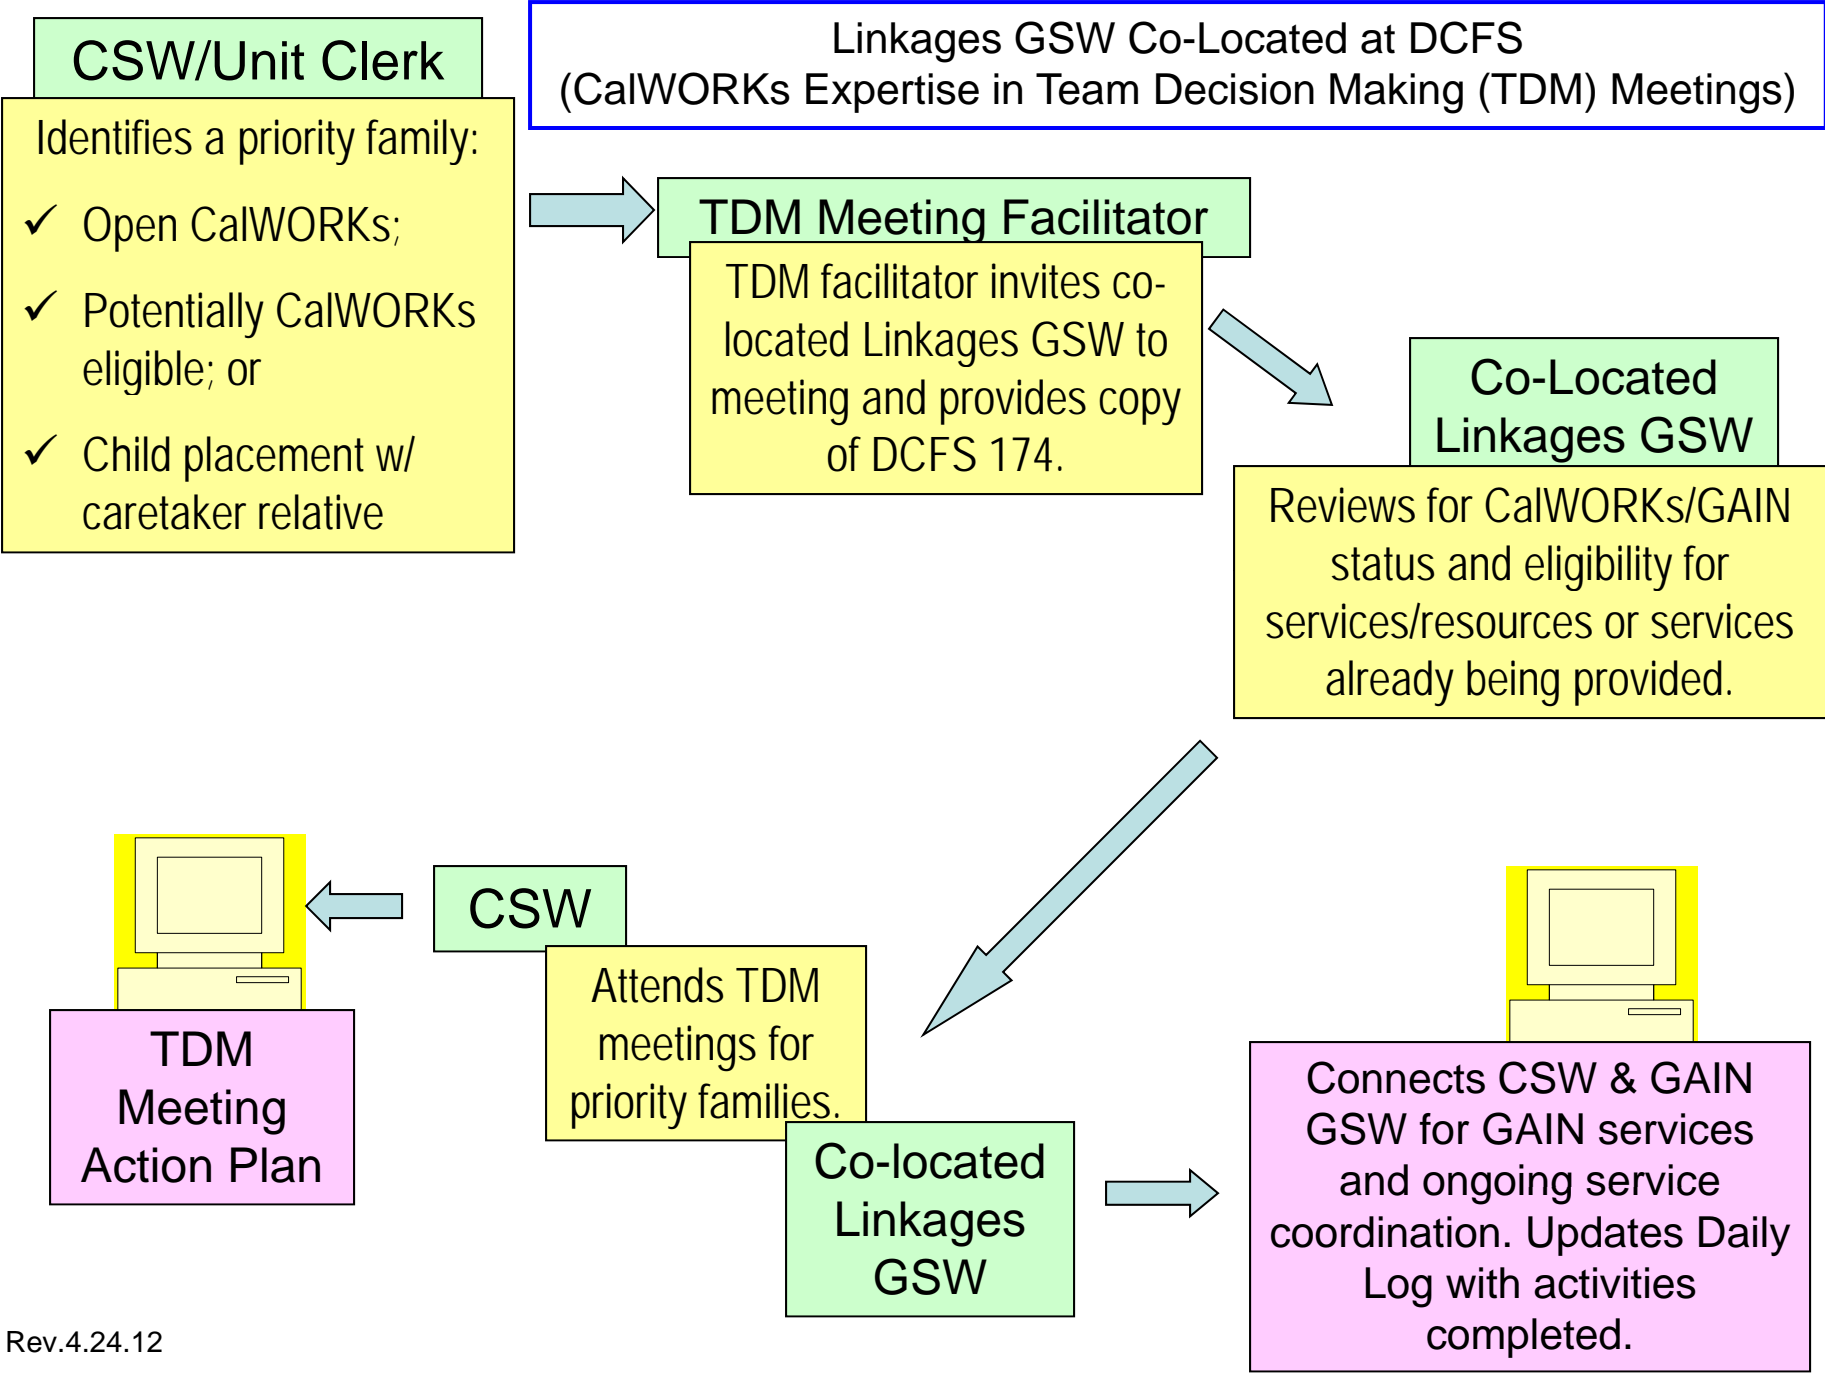 CSW/Unit Clerk
Linkages GSW Co-Located at DCFS
(CalWORKs Expertise in Team Decision Making (TDM) Meetings)
Identifies a priority family:
✓ Open CalWORKs;
✓ Potentially CalWORKs
eligible; or
✓ Child placement w/
caretaker relative
TDM Meeting Facilitator
TDM facilitator invites co-
located Linkages GSW to
meeting and provides copy
of DCFS 174.
Co-Located
Linkages GSW
Reviews for CalWORKs/GAIN
status and eligibility for
services/resources or services
already being provided.
CSW
Attends TDM
meetings for
priority families.
Co-located
Linkages
GSW
TDM
Meeting
Action Plan
Connects CSW & GAIN
GSW for GAIN services
and ongoing service
coordination. Updates Daily
Log with activities
completed.
Rev.4.24.12